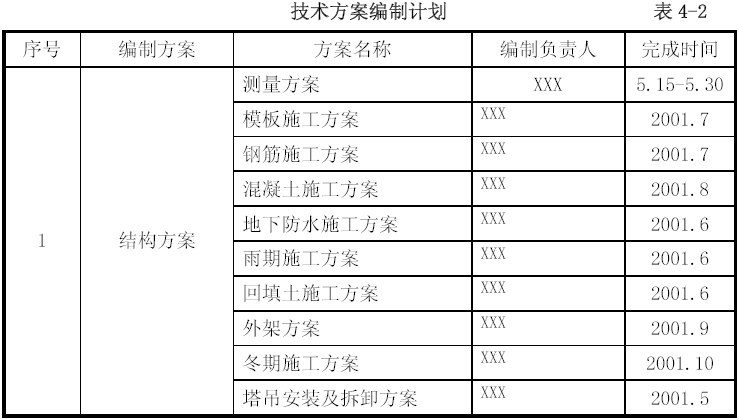 技术方案编制计划 表 4-2
序号 编制方案 方案名称 编制负责人 完成时间
1 结构方案 测量方案 XXX 5.15-5.30
模板施工方案 XXX 2001.7
钢筋施工方案 XXX 2001.7
混凝土施工方案 XXX 2001.8
地下防水施工方案 XXX 2001.6
雨期施工方案 XXX 2001.6
回填土施工方案 XXX 2001.6
外架方案 XXX 2001.9
冬期施工方案 XXX 2001.10
塔吊安装及拆卸方案 XXX 2001.5